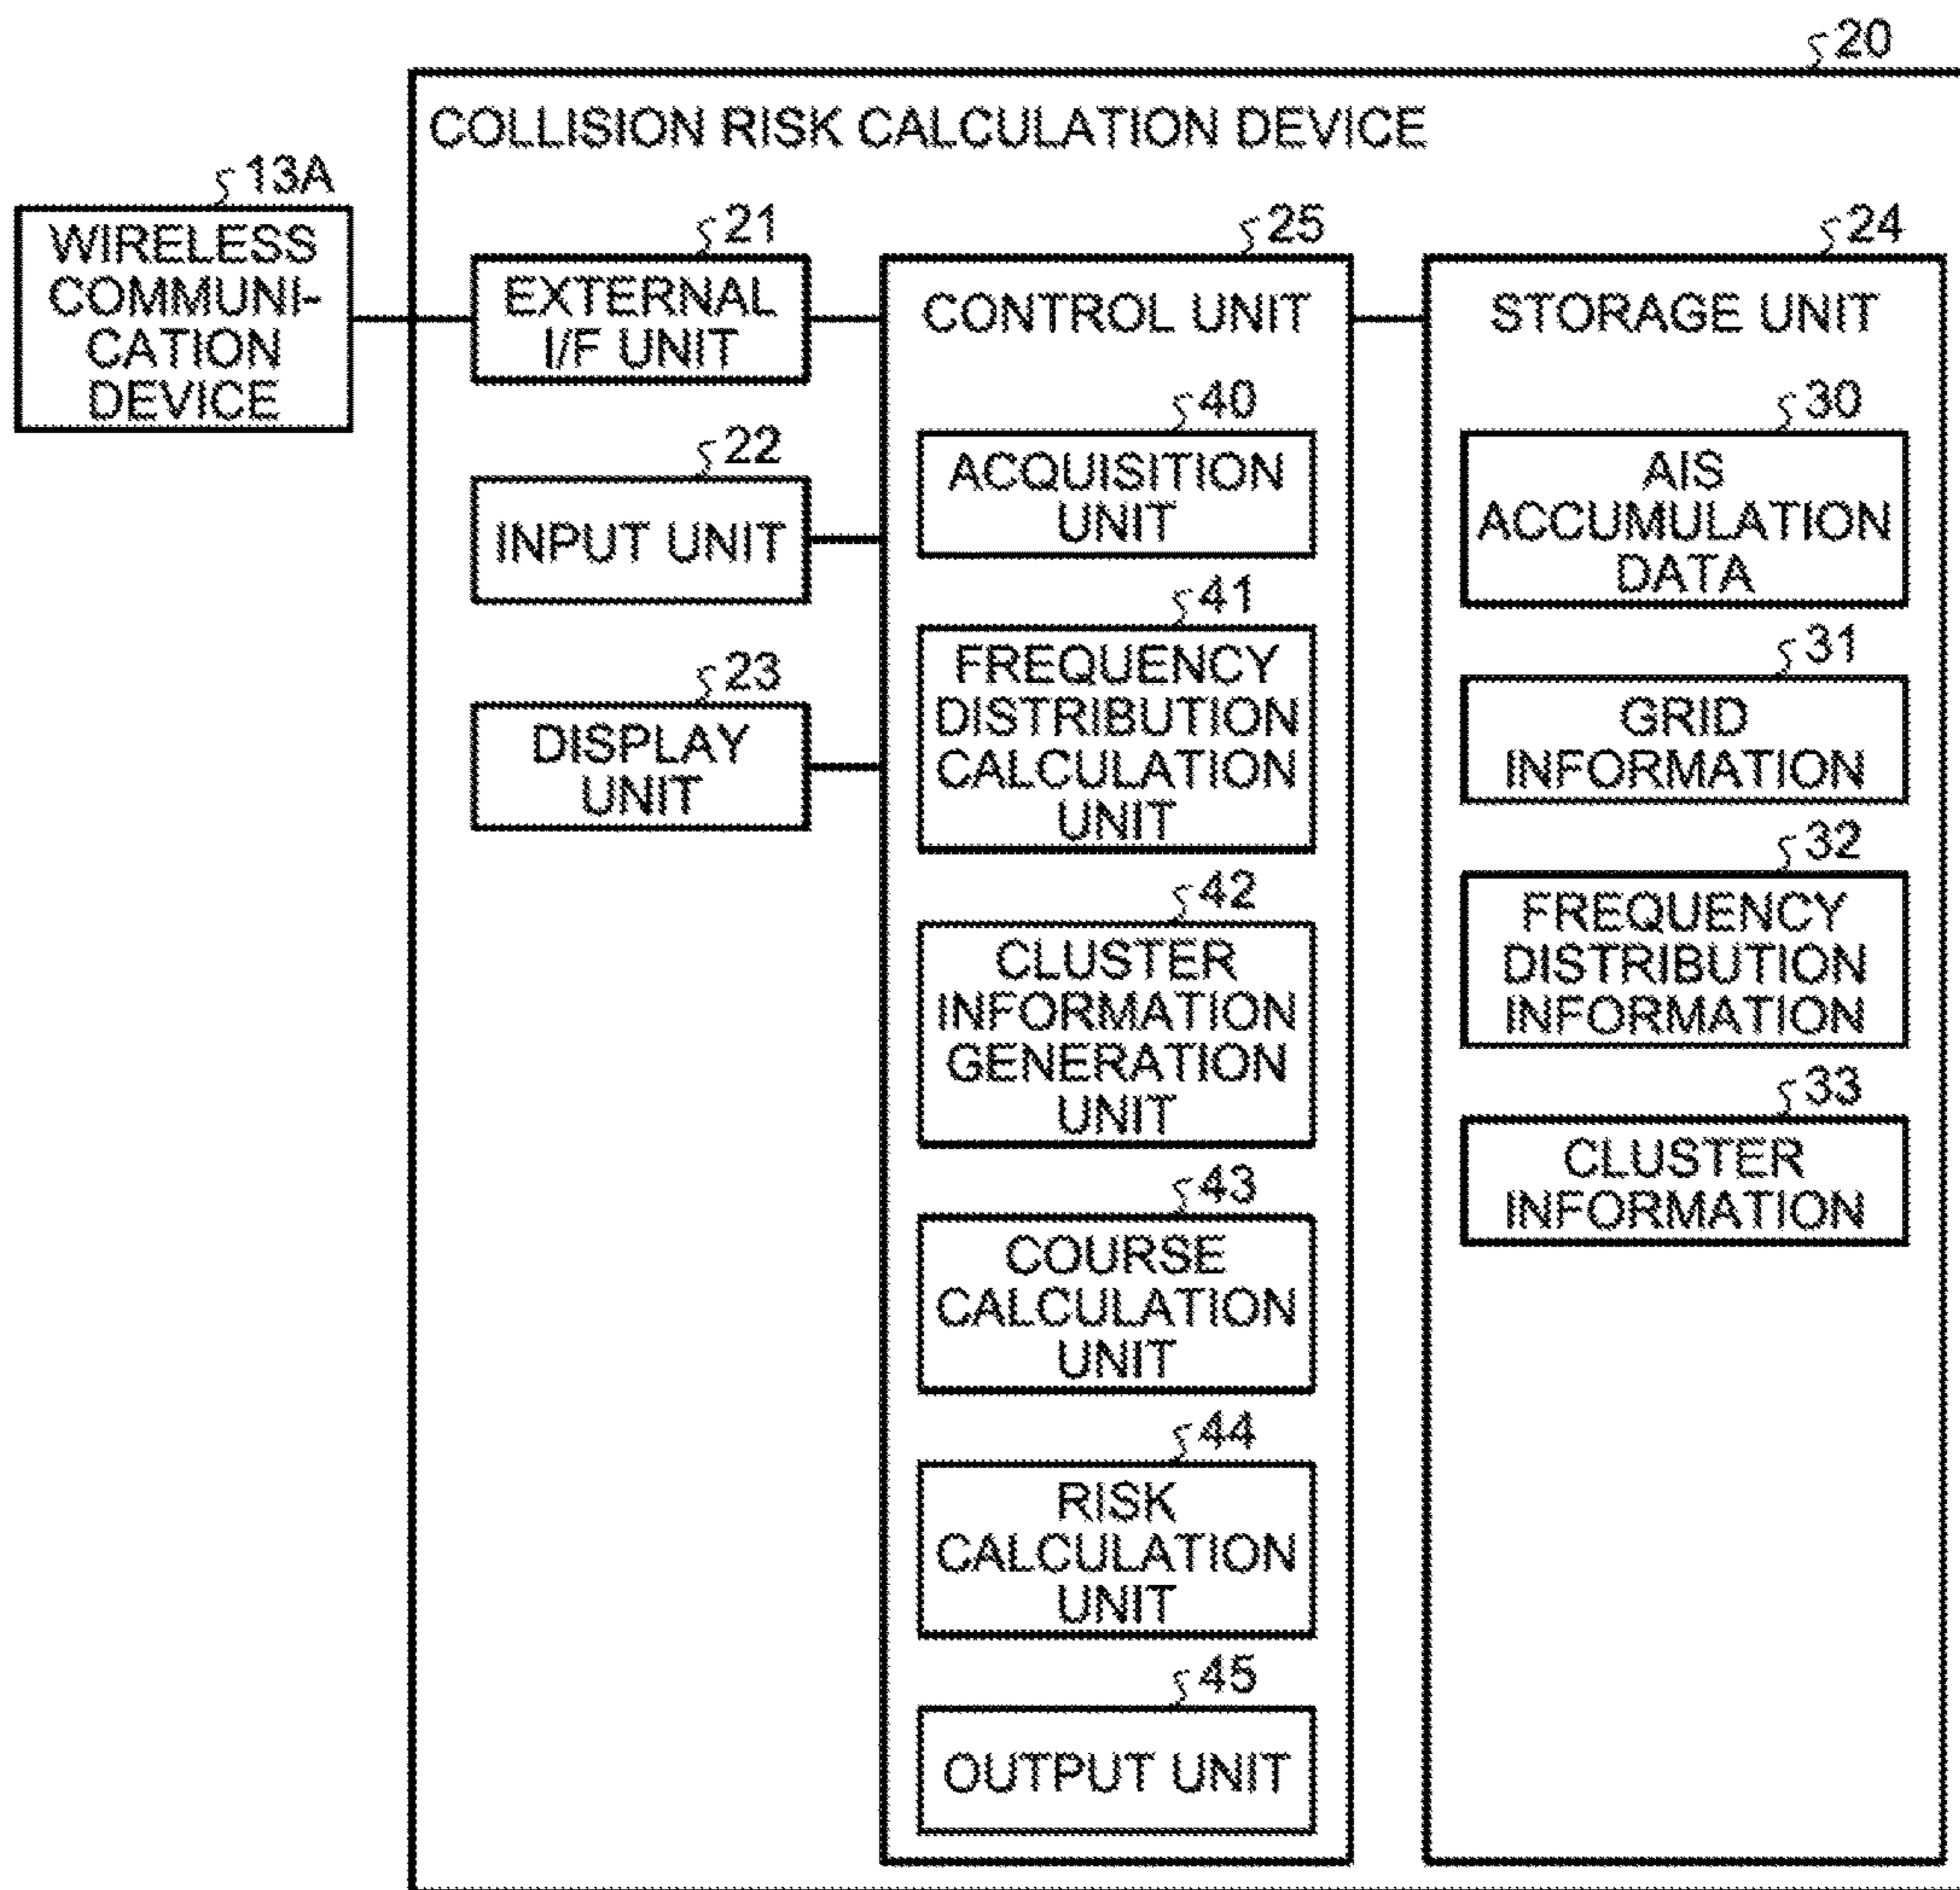 20
COLLISION RISK CALCULATION DEVICE
13A
WIRELESS
COMMUNI-
CATION
DEVICE
21
EXTERNAL
I/F UNIT
22
INPUT UNIT
23
DISPLAY
UNIT
25
CONTROL UNIT
40
ACQUISITION
UNIT
41
FREQUENCY
DISTRIBUTION
CALCULATION
UNIT
42
CLUSTER
INFORMATION
GENERATION
UNIT
43
COURSE
CALCULATION
UNIT
44
RISK
CALCULATION
UNIT
45
OUTPUT UNIT
24
STORAGE UNIT
30
AIS
ACCUMULATION
DATA
31
GRID
INFORMATION
32
FREQUENCY
DISTRIBUTION
INFORMATION
33
CLUSTER
INFORMATION